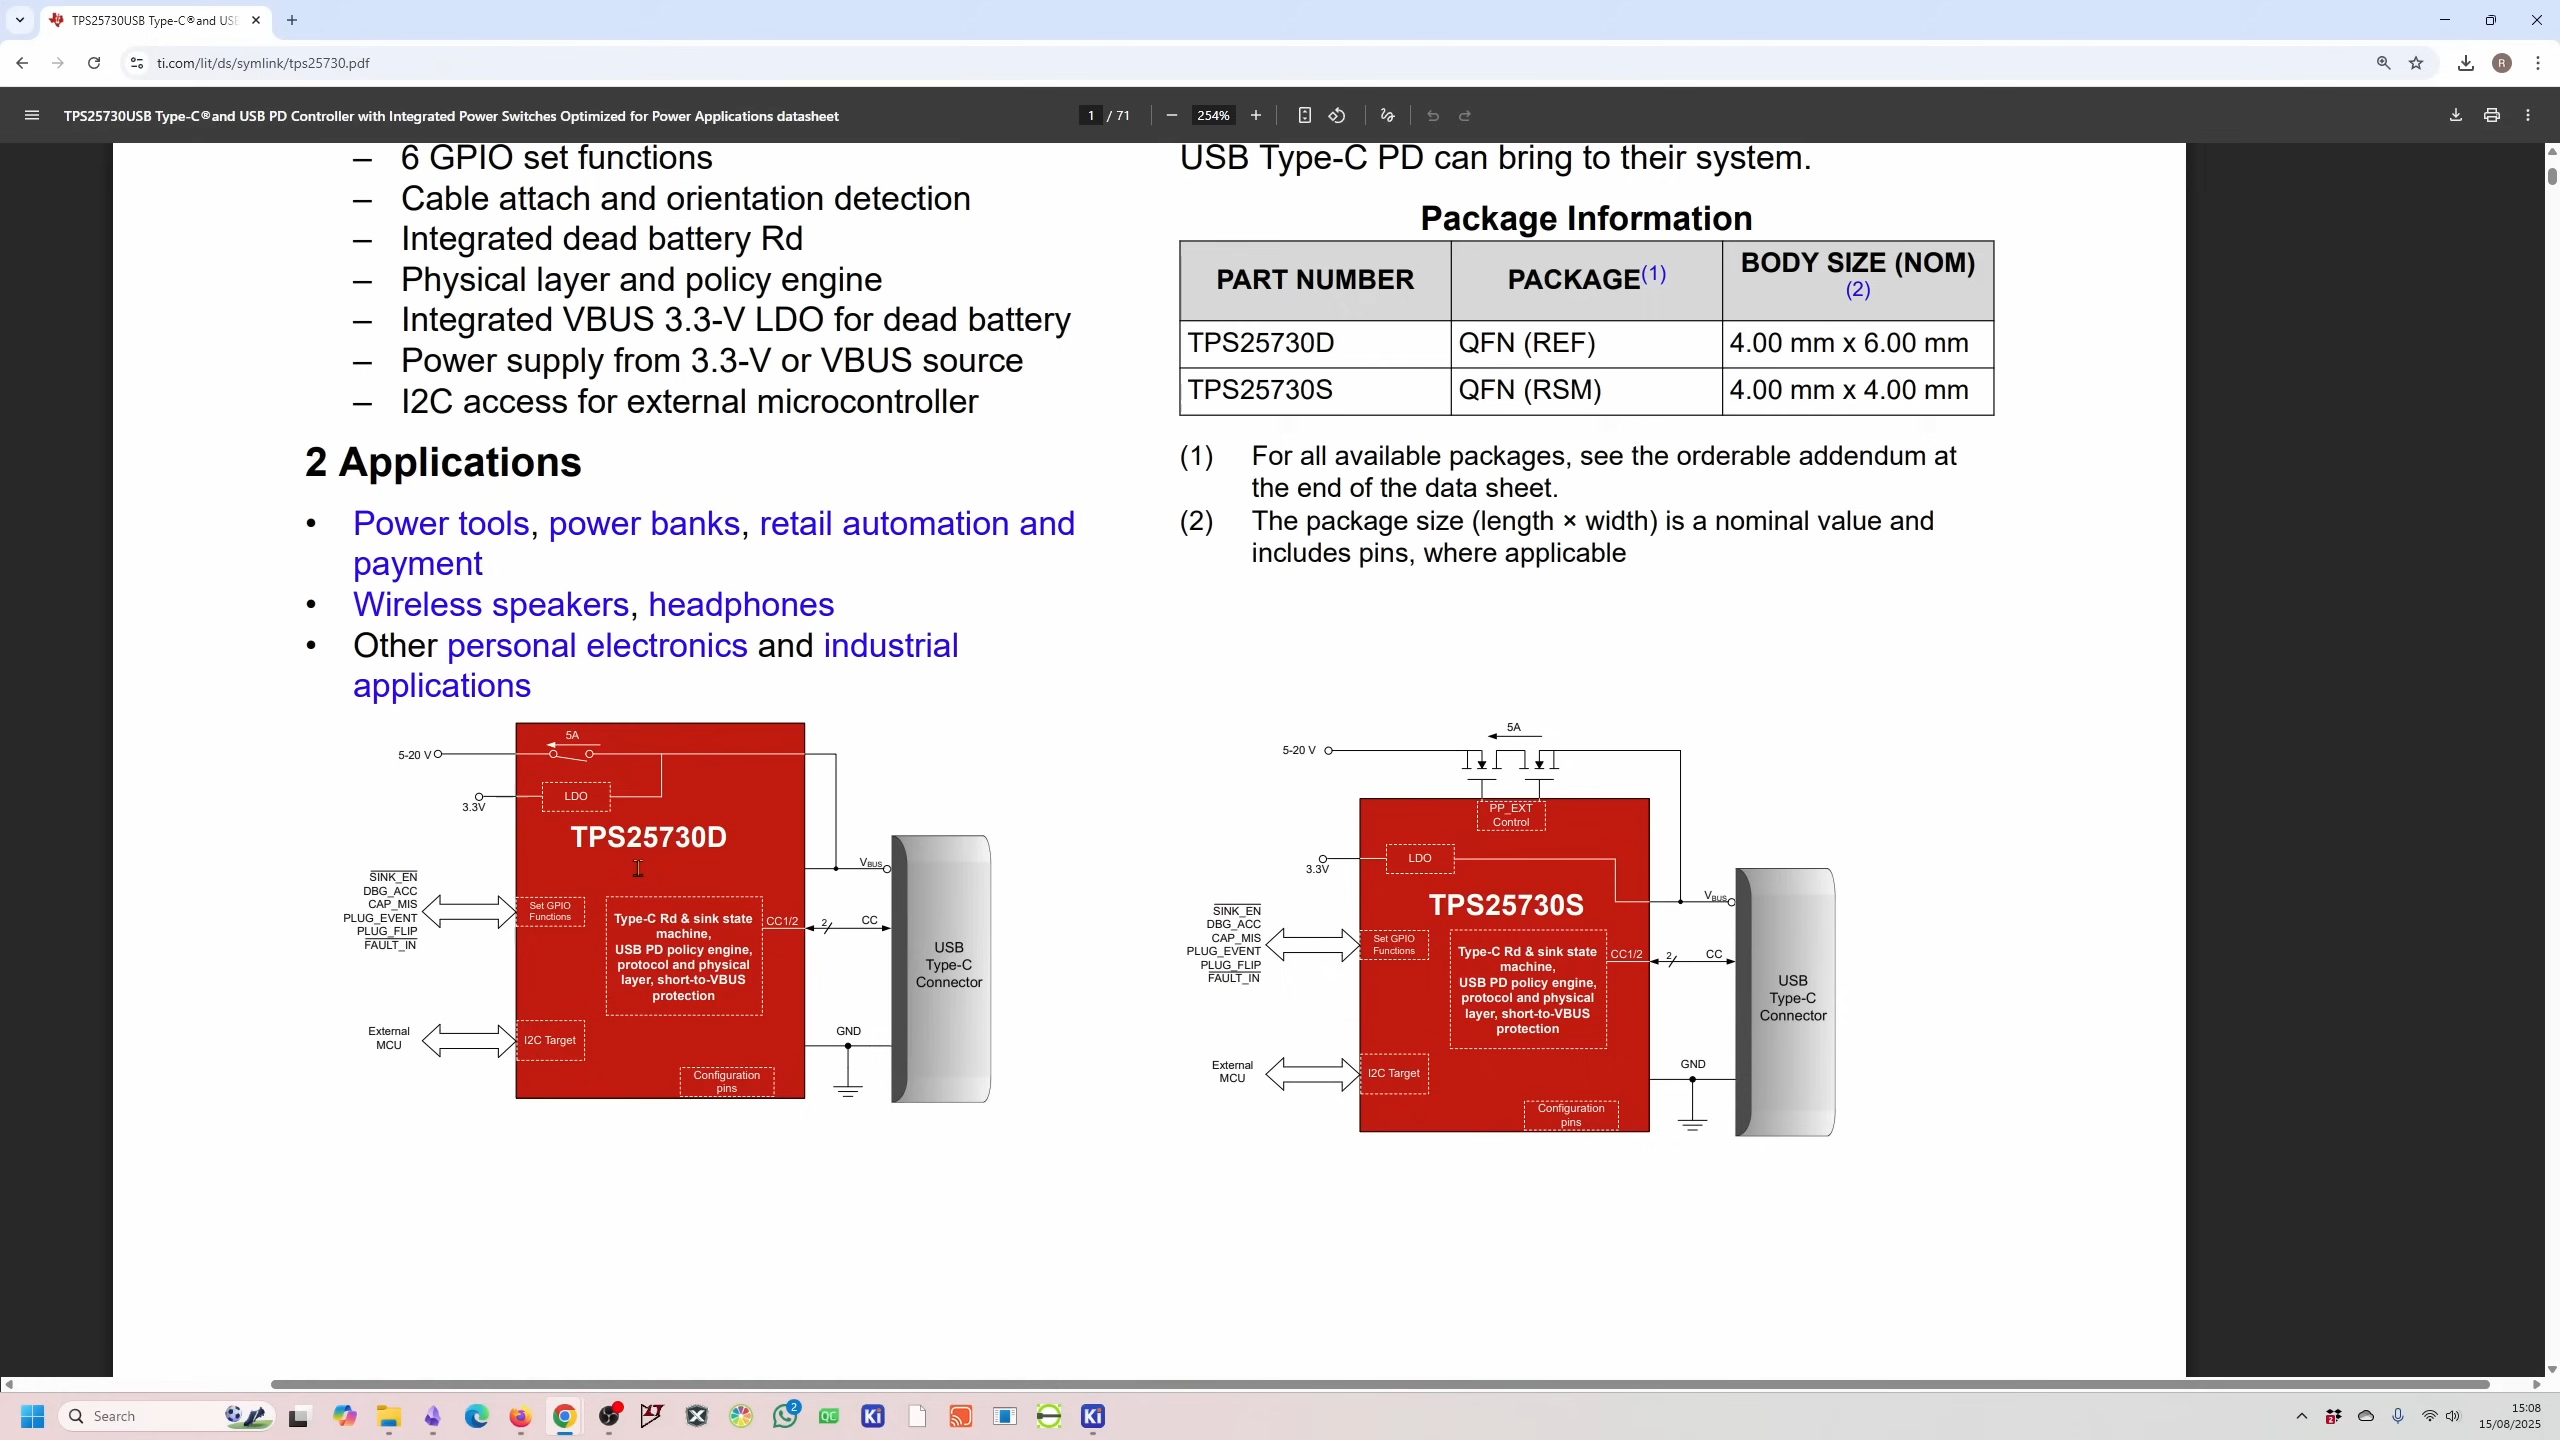 TPS25730USB Type-C®and USB
ti.com/lit/ds/symlink/tps25730.pdf
R
TPS25730USB Type-C®and USB PD Controller with Integrated Power Switches Optimized for Power Applications datasheet
1 / 71
254%
– 6 GPIO set functions
– Cable attach and orientation detection
– Integrated dead battery Rd
– Physical layer and policy engine
– Integrated VBUS 3.3-V LDO for dead battery
– Power supply from 3.3-V or VBUS source
– I2C access for external microcontroller
2 Applications
• Power tools, power banks, retail automation and
payment
• Wireless speakers, headphones
• Other personal electronics and industrial
applications
USB Type-C PD can bring to their system.
Package Information
PART NUMBER PACKAGE(1) BODY SIZE (NOM)
(2)
TPS25730D QFN (REF) 4.00 mm x 6.00 mm
TPS25730S QFN (RSM) 4.00 mm x 4.00 mm
(1) For all available packages, see the orderable addendum at
the end of the data sheet.
(2) The package size (length × width) is a nominal value and
includes pins, where applicable
5A
5-20 V
LDO
3.3V
TPS25730D
VBUS
SINK_EN
DBG_ACC
CAP_MIS
PLUG_EVENT
PLUG_FLIP
FAULT_IN
Set GPIO
Functions
Type-C Rd & sink state
machine,
USB PD policy engine,
protocol and physical
layer, short-to-VBUS
protection
CC1/2
2
CC
USB
Type-C
Connector
External
MCU
I2C Target
GND
Configuration
pins
5A
5-20 V
PP_EXT
Control
LDO
3.3V
TPS25730S
VBUS
SINK_EN
DBG_ACC
CAP_MIS
PLUG_EVENT
PLUG_FLIP
FAULT_IN
Set GPIO
Functions
Type-C Rd & sink state
machine,
USB PD policy engine,
protocol and physical
layer, short-to-VBUS
protection
CC1/2
2
CC
USB
Type-C
Connector
External
MCU
I2C Target
GND
Configuration
pins
Search
2
QC
Ki
Ki
2
15:08
15/08/2025